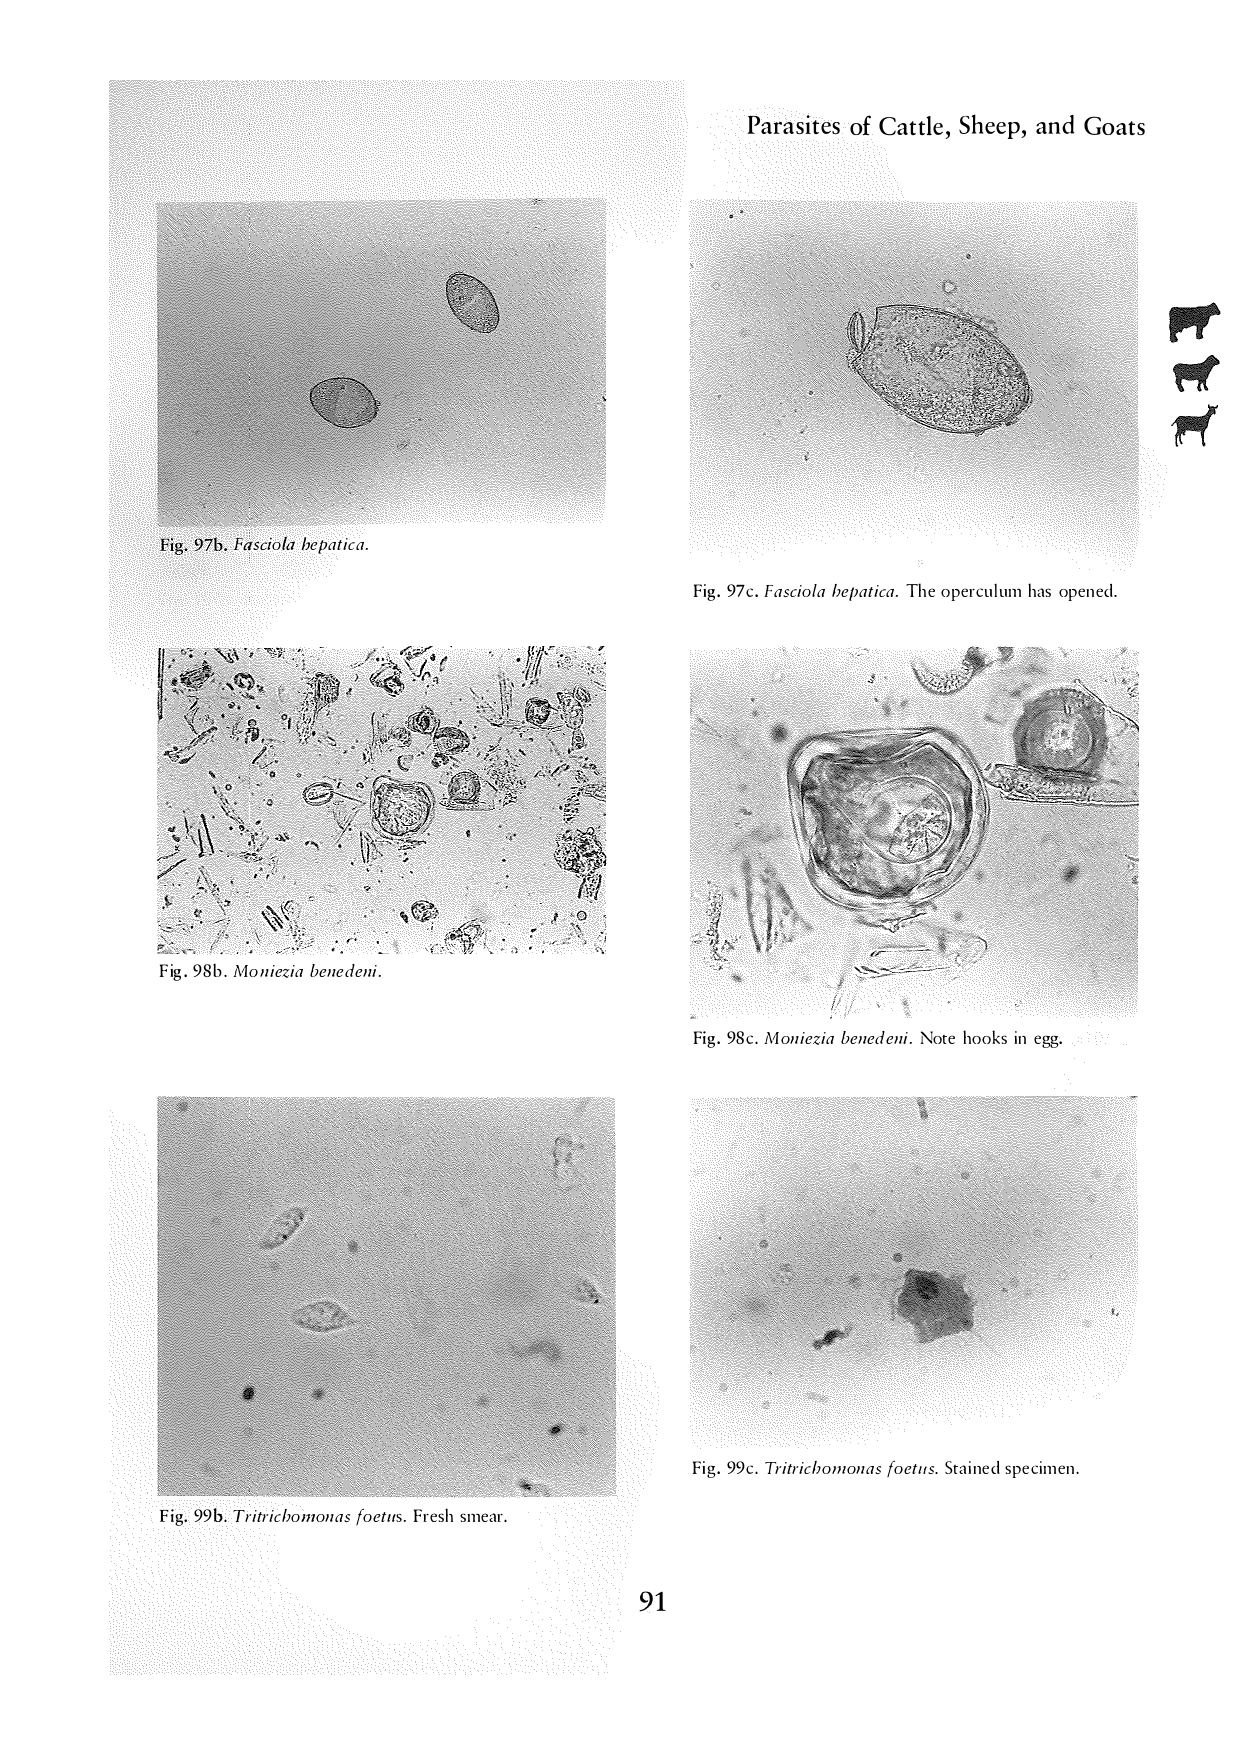 Parasites of Cattle, Sheep, and Goats
Fig. 97b. Fasciola hepatica.
Fig. 97c. Fasciola hepatica. The operculum has opened.
Fig. 98b. Moniezia benedeni.
Fig. 98c. Moniezia benedeni. Note hooks in egg.
Fig. 99b. Tritrichomonas foetus. Fresh smear.
Fig. 99c. Tritrichomonas foetus. Stained specimen.
91